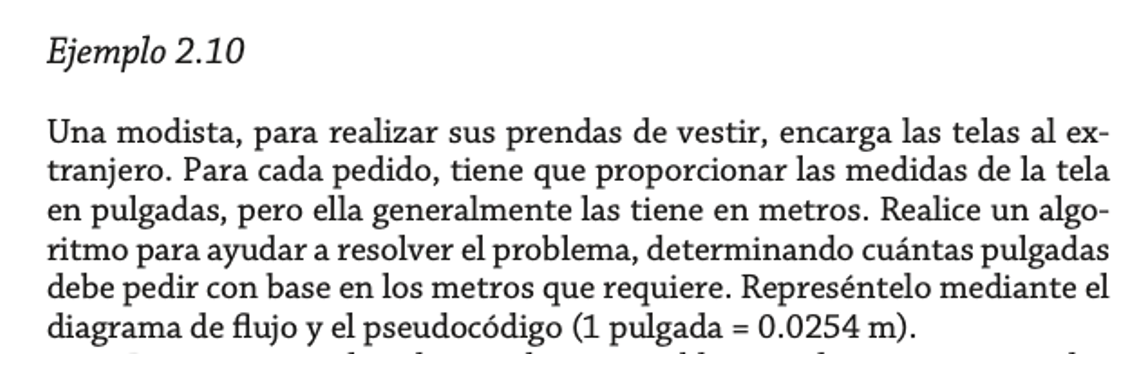 Ejemplo 2.10
Una modista, para realizar sus prendas de vestir, encarga las telas al ex-
tranjero. Para cada pedido, tiene que proporcionar las medidas de la tela
en pulgadas, pero ella generalmente las tiene en metros. Realice un algo-
ritmo para ayudar a resolver el problema, determinando cuántas pulgadas
debe pedir con base en los metros que requiere. Represéntelo mediante el
diagrama de flujo y el pseudocódigo (1 pulgada = 0.0254 m).